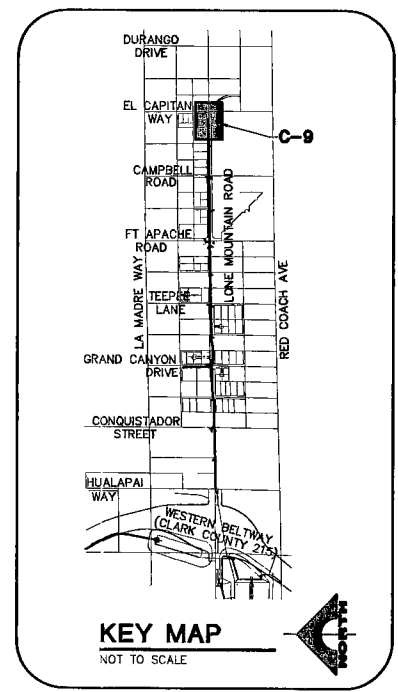 DURANGO
DRIVE
EL CAPITAN
WAY
C-9
CAMPBELL
ROAD
LONE MOUNTAIN ROAD
FT APACHE
ROAD
LA MADRE WAY
TEEPEE
LANE
RED COACH AVE
GRAND CANYON
DRIVE
CONQUISTADOR
STREET
HUALAPAI
WAY
WESTERN BELTWAY
(CLARK COUNTY 215)
KEY MAP
NOT TO SCALE
NORTH